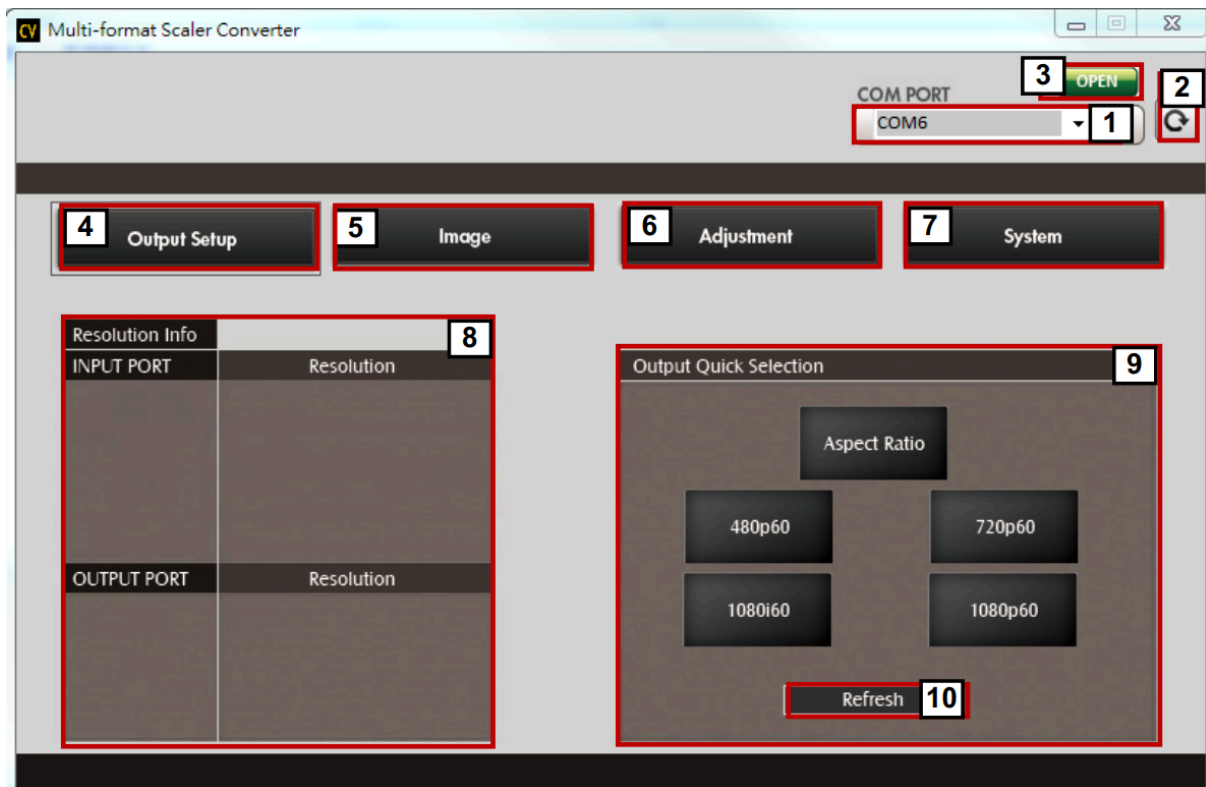 CV Multi-format Scaler Converter
3 OPEN 2
COM PORT
COM6 1
4 Output Setup 5 Image 6 Adjustment 7 System
Resolution Info 8
INPUT PORT Resolution
OUTPUT PORT Resolution
Output Quick Selection 9
Aspect Ratio
480p60 720p60
1080i60 1080p60
Refresh 10